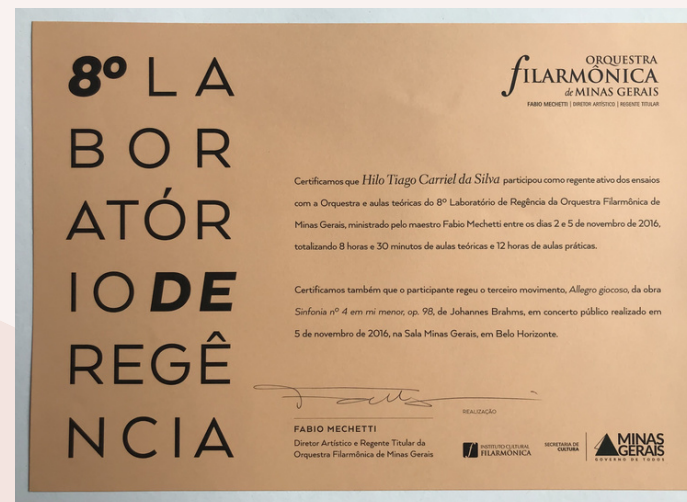 8º LA
BOR
ATÓR
IO DE
REGÊ
NCIA
ORQUESTRA
FILARMÔNICA
de MINAS GERAIS
FABIO MECHETTI | DIRETOR ARTÍSTICO | REGENTE TITULAR
Certificamos que Hilo Tiago Carriel da Silva participou como regente ativo dos ensaios
com a Orquestra e aulas teóricas do 8º Laboratório de Regência da Orquestra Filarmônica de
Minas Gerais, ministrado pelo maestro Fabio Mechetti entre os dias 2 e 5 de novembro de 2016,
totalizando 8 horas e 30 minutos de aulas teóricas e 12 horas de aulas práticas.
Certificamos também que o participante regeu o terceiro movimento, Allegro giocoso, da obra
Sinfonia nº 4 em mi menor, op. 98, de Johannes Brahms, em concerto público realizado em
5 de novembro de 2016, na Sala Minas Gerais, em Belo Horizonte.
FABIO MECHETTI
Diretor Artístico e Regente Titular da
Orquestra Filarmônica de Minas Gerais
REALIZAÇÃO
INSTITUTO CULTURAL
FILARMÔNICA
SECRETARIA DE
CULTURA
MINAS
GERAIS
GOVERNO DE TODOS